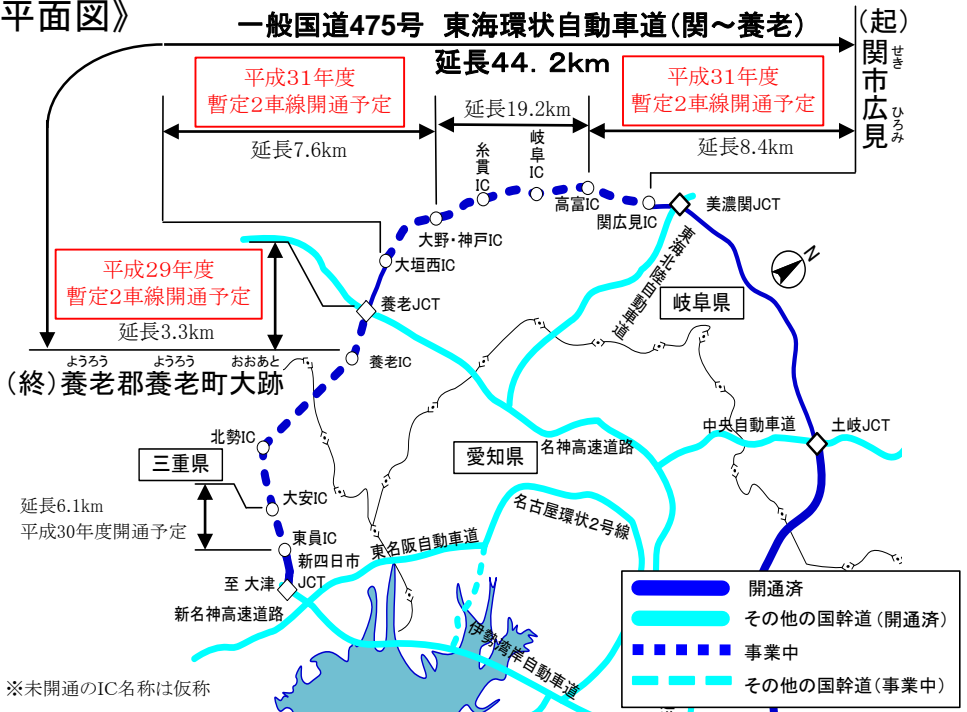 平面図》
一般国道475号 東海環状自動車道(関～養老)
延長44.2km
(起)
関市広見
せき
ひろみ
平成31年度
暫定2車線開通予定
延長7.6km
延長19.2km
平成31年度
暫定2車線開通予定
延長8.4km
糸貫IC
岐阜IC
高富IC
関広見IC
美濃関JCT
大野・神戸IC
大垣西IC
平成29年度
暫定2車線開通予定
延長3.3km
養老JCT
東海北陸自動車道
N
岐阜県
養老IC
ようろう ようろう おおあと
(終)養老郡養老町大跡
中央自動車道
土岐JCT
北勢IC
三重県
愛知県
名神高速道路
延長6.1km
平成30年度開通予定
大安IC
名古屋環状2号線
東員IC
新四日市
JCT
東名阪自動車道
至 大津
新名神高速道路
伊勢湾岸自動車道
開通済
その他の国幹道(開通済)
事業中
その他の国幹道(事業中)
※未開通のIC名称は仮称